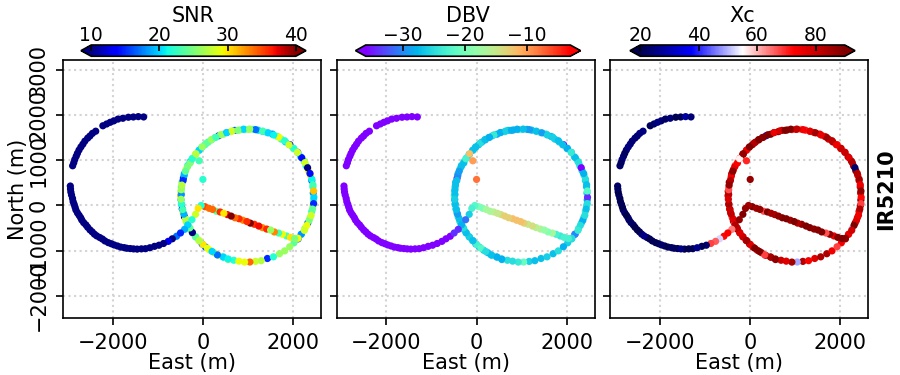 SNR DBV Xc
10 20 30 40 −30 −20 −10 20 40 60 80
3000
2000
1000
0
−1000
−2000
North (m)
IR5210
−2000 0 2000 −2000 0 2000 −2000 0 2000
East (m) East (m) East (m)